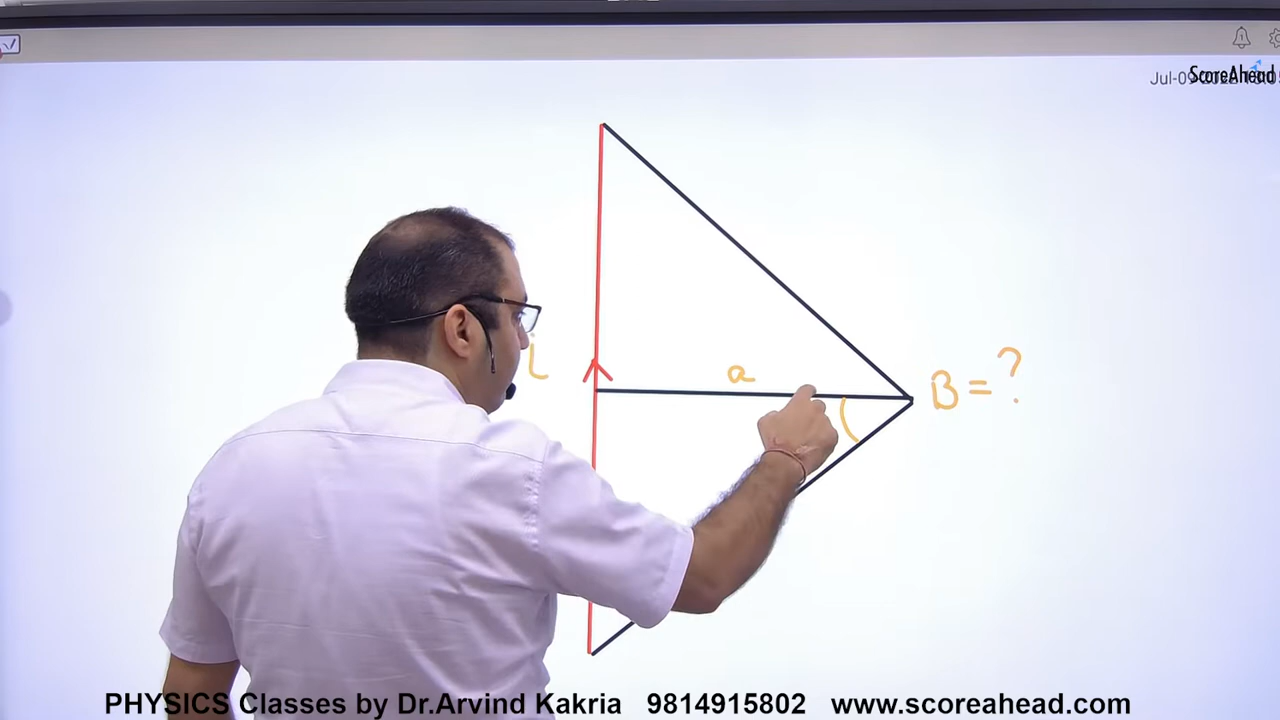 ScoreAhead
i
a
B = ?
PHYSICS Classes by Dr.Arvind Kakria 9814915802 www.scoreahead.com